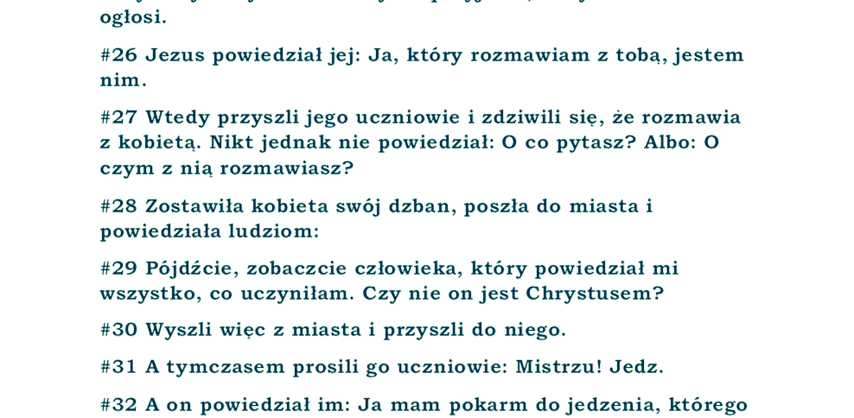 ogłosi.
#26 Jezus powiedział jej: Ja, który rozmawiam z tobą, jestem
nim.
#27 Wtedy przyszli jego uczniowie i zdziwili się, że rozmawia
z kobietą. Nikt jednak nie powiedział: O co pytasz? Albo: O
czym z nią rozmawiasz?
#28 Zostawiła kobieta swój dzban, poszła do miasta i
powiedziała ludziom:
#29 Pójdźcie, zobaczcie człowieka, który powiedział mi
wszystko, co uczyniłam. Czy nie on jest Chrystusem?
#30 Wyszli więc z miasta i przyszli do niego.
#31 A tymczasem prosili go uczniowie: Mistrzu! Jedz.
#32 A on powiedział im: Ja mam pokarm do jedzenia, którego